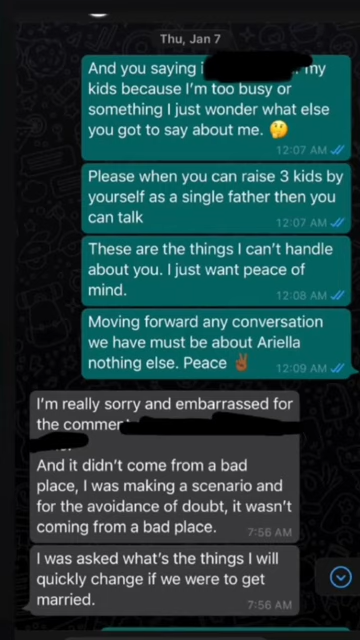 Thu, Jan 7
And you saying my
kids because I'm too busy or
something I just wonder what else
you got to say about me. 🤔
12:07 AM
Please when you can raise 3 kids by
yourself as a single father then you
can talk
12:07 AM
These are the things I can't handle
about you. I just want peace of
mind.
12:08 AM
Moving forward any conversation
we have must be about Ariella
nothing else. Peace ✌🏾
12:09 AM
I'm really sorry and embarrassed for
the
And it didn't come from a bad
place, I was making a scenario and
for the avoidance of doubt, it wasn't
coming from a bad place.
7:56 AM
I was asked what's the things I will
quickly change if we were to get
married.
7:56 AM